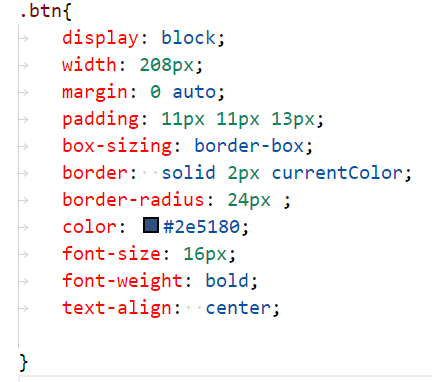 .btn{
display: block;
width: 208px;
margin: 0 auto;
padding: 11px 11px 13px;
box-sizing: border-box;
border:  solid 2px currentColor;
border-radius: 24px ;
color: #2e5180;
font-size: 16px;
font-weight: bold;
text-align:  center;
}